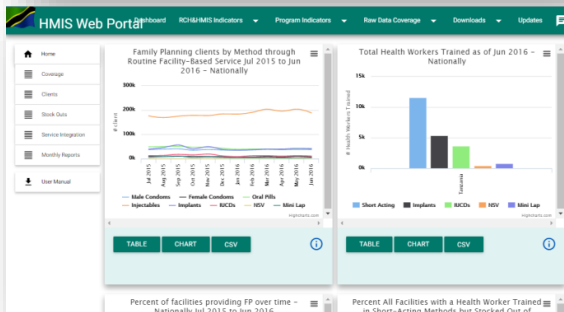 HMIS Web Portal
Dashboard
RCH&HMIS Indicators
Program Indicators
Raw Data Coverage
Downloads
Updates
Home
Coverage
Clients
Stock Outs
Service Integration
Monthly Reports
User Manual
Family Planning clients by Method through
Routine Facility-Based Service Jul 2015 to Jun
2016 - Nationally
# client
300k
200k
100k
0k
Jul 2015
Aug 2015
Sep 2015
Oct 2015
Nov 2015
Dec 2015
Jan 2016
Feb 2016
Mar 2016
Apr 2016
May 2016
Jun 2016
Male Condoms
Female Condoms
Oral Pills
Injectables
Implants
IUCDs
NSV
Mini Lap
Highcharts.com
TABLE
CHART
CSV
Total Health Workers Trained as of Jun 2016 -
Nationally
# Health Workers Trained
15k
10k
5k
0k
Tanzania
Short Acting
Implants
IUCDs
NSV
Mini Lap
Highcharts.com
TABLE
CHART
CSV
Percent of facilities providing FP over time -
Nationally Jul 2015 to Jun 2016
Percent All Facilities with a Health Worker Trained
in Short-Acting Methods but Stocked Out of